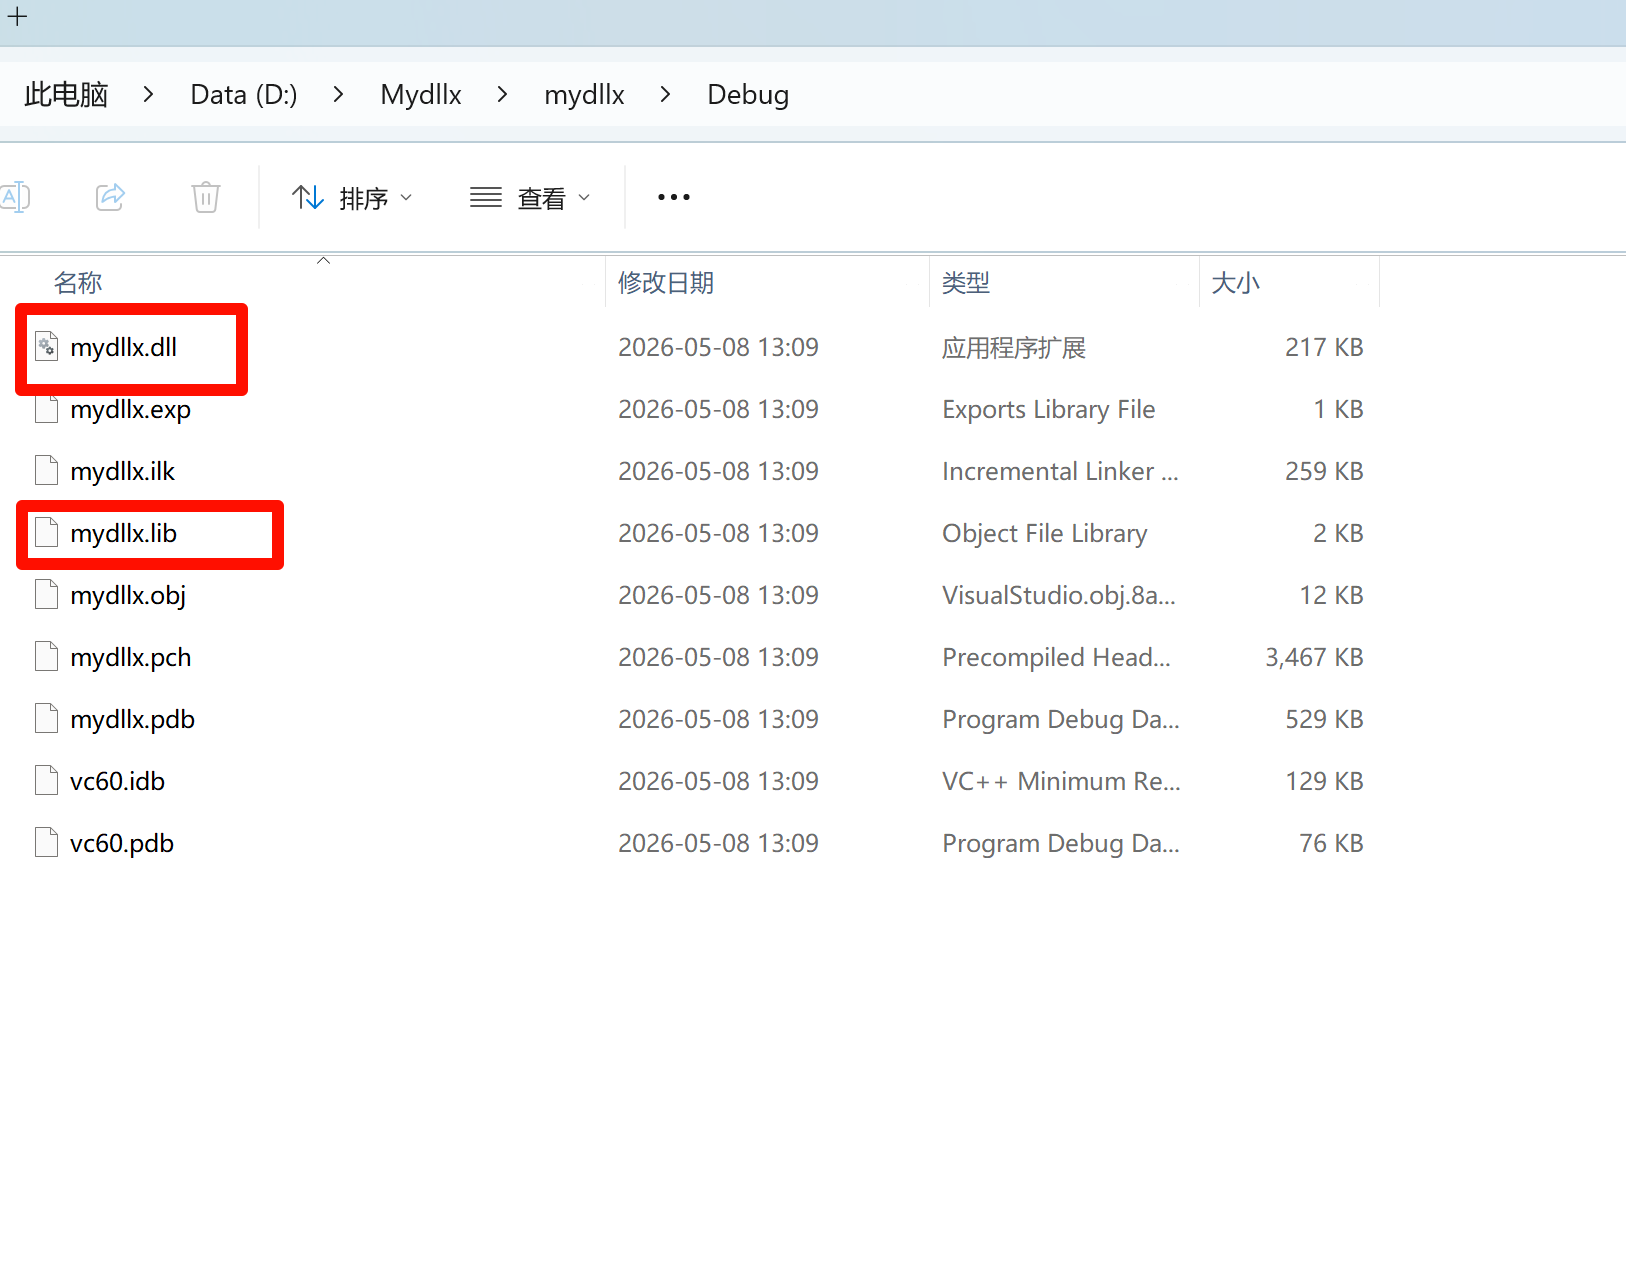 此电脑 > Data (D:) > Mydllx > mydllx > Debug
排序 查看
名称 修改日期 类型 大小
mydllx.dll 2026-05-08 13:09 应用程序扩展 217 KB
mydllx.exp 2026-05-08 13:09 Exports Library File 1 KB
mydllx.ilk 2026-05-08 13:09 Incremental Linker ... 259 KB
mydllx.lib 2026-05-08 13:09 Object File Library 2 KB
mydllx.obj 2026-05-08 13:09 VisualStudio.obj.8a... 12 KB
mydllx.pch 2026-05-08 13:09 Precompiled Head... 3,467 KB
mydllx.pdb 2026-05-08 13:09 Program Debug Da... 529 KB
vc60.idb 2026-05-08 13:09 VC++ Minimum Re... 129 KB
vc60.pdb 2026-05-08 13:09 Program Debug Da... 76 KB